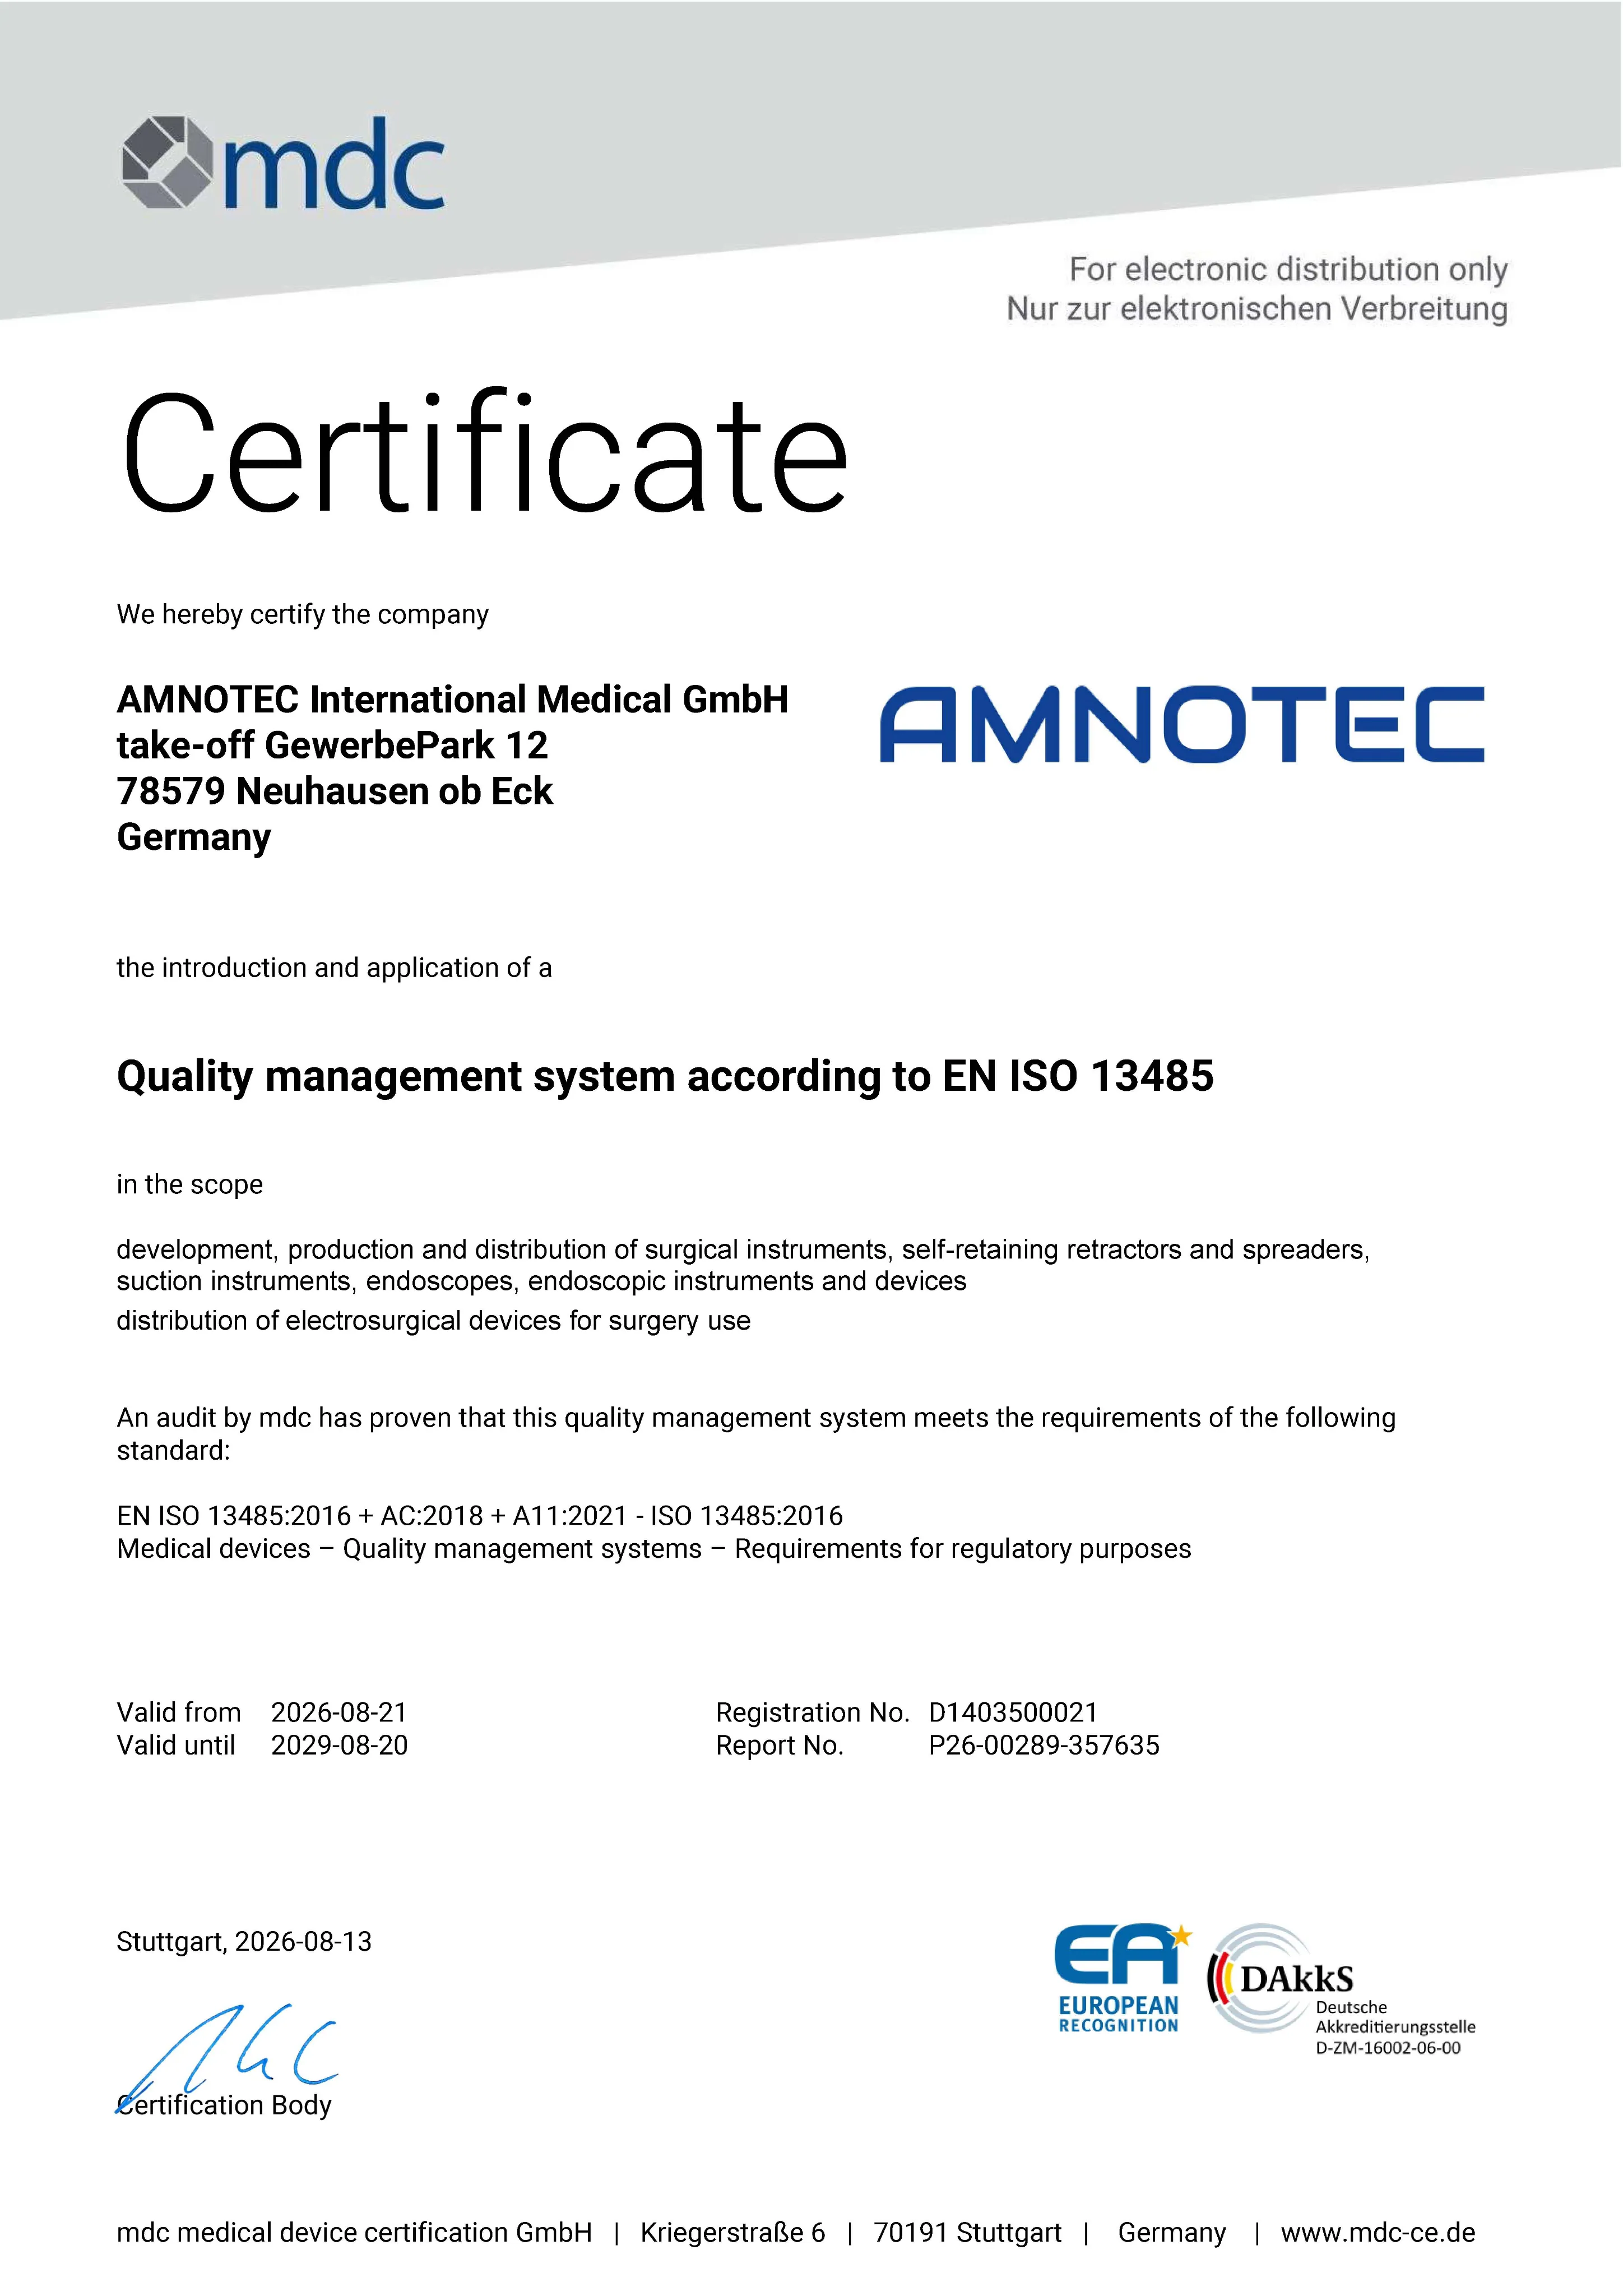 mdc
For electronic distribution only
Nur zur elektronischen Verbreitung
Certificate
We hereby certify the company
AMNOTEC International Medical GmbH
take-off GewerbePark 12
78579 Neuhausen ob Eck
Germany
AMNOTEC
the introduction and application of a
Quality management system according to EN ISO 13485
in the scope
development, production and distribution of surgical instruments, self-retaining retractors and spreaders,
suction instruments, endoscopes, endoscopic instruments and devices
distribution of electrosurgical devices for surgery use
An audit by mdc has proven that this quality management system meets the requirements of the following
standard:
EN ISO 13485:2016 + AC:2018 + A11:2021 - ISO 13485:2016
Medical devices – Quality management systems – Requirements for regulatory purposes
Valid from 2026-08-21
Valid until 2029-08-20
Registration No. D1403500021
Report No. P26-00289-357635
Stuttgart, 2026-08-13
Certification Body
EA
EUROPEAN
RECOGNITION
DAkkS
Deutsche
Akkreditierungsstelle
D-ZM-16002-06-00
mdc medical device certification GmbH | Kriegerstraße 6 | 70191 Stuttgart | Germany | www.mdc-ce.de